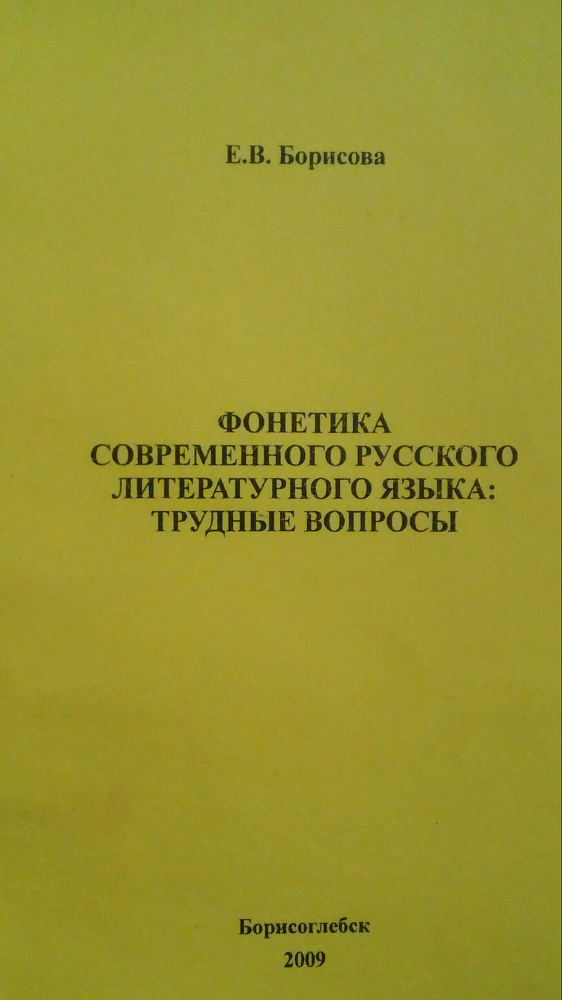 Е.В. Борисова
ФОНЕТИКА
СОВРЕМЕННОГО РУССКОГО
ЛИТЕРАТУРНОГО ЯЗЫКА:
ТРУДНЫЕ ВОПРОСЫ
Борисоглебск
2009